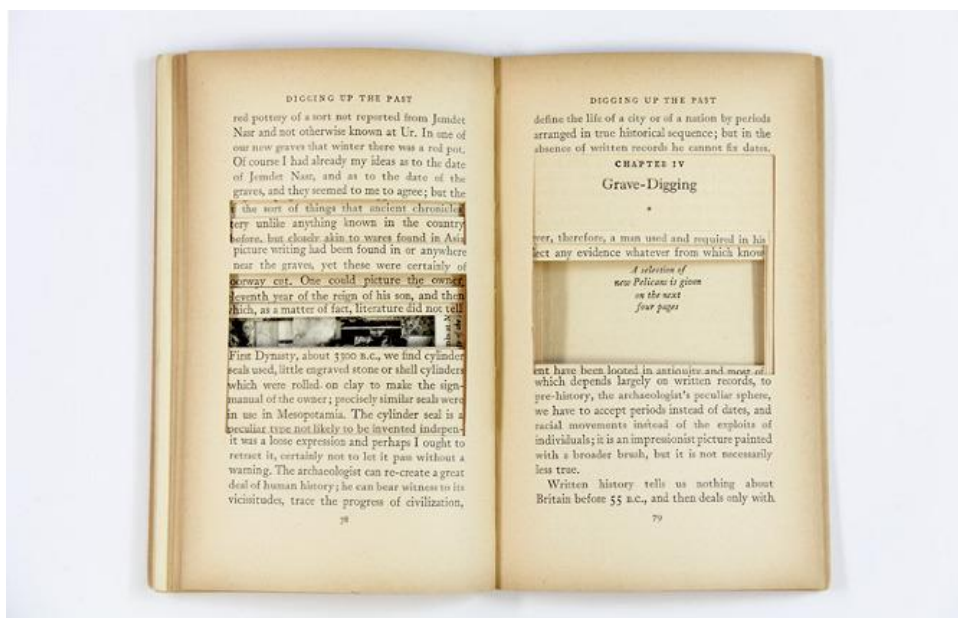 DIGGING UP THE PAST
red pottery of a sort not reported from Jemdet
Nasr and not otherwise known at Ur. In one of
our new graves that winter there was a red pot.
Of course I had already my ideas as to the date
of Jemdet Nasr, and as to the date of the
graves, and they seemed to me to agree; but the
the sort of things that ancient chronicles
tery unlike anything known in the country
before, but closely akin to wares found in Asia
picture writing had been found in or anywhere
near the graves, yet these were certainly of
oorway cut. One could picture the owner,
leventh year of the reign of his son, and then
which, as a matter of fact, literature did not tell
First Dynasty, about 3300 B.C., we find cylinder
seals used, little engraved stone or shell cylinders
which were rolled on clay to make the sign-
manual of the owner; precisely similar seals were
in use in Mesopotamia. The cylinder seal is a
peculiar type not likely to be invented indepen-
it was a loose expression and perhaps I ought to
retract it, certainly not to let it pass without a
warning. The archaeologist can re-create a great
deal of human history; he can bear witness to its
vicissitudes, trace the progress of civilization,
78
DIGGING UP THE PAST
define the life of a city or of a nation by periods
arranged in true historical sequence; but in the
absence of written records he cannot fix dates.
CHAPTER IV
Grave-Digging
*
ver, therefore, a man used and required in his
lect any evidence whatever from which know
A selection of
new Pelicans is given
on the next
four pages
ent have been looted in antiquity and most of
which depends largely on written records, to
pre-history, the archaeologist's peculiar sphere,
we have to accept periods instead of dates, and
racial movements instead of the exploits of
individuals; it is an impressionist picture painted
with a broader brush, but it is not necessarily
less true.
Written history tells us nothing about
Britain before 55 B.C., and then deals only with
79